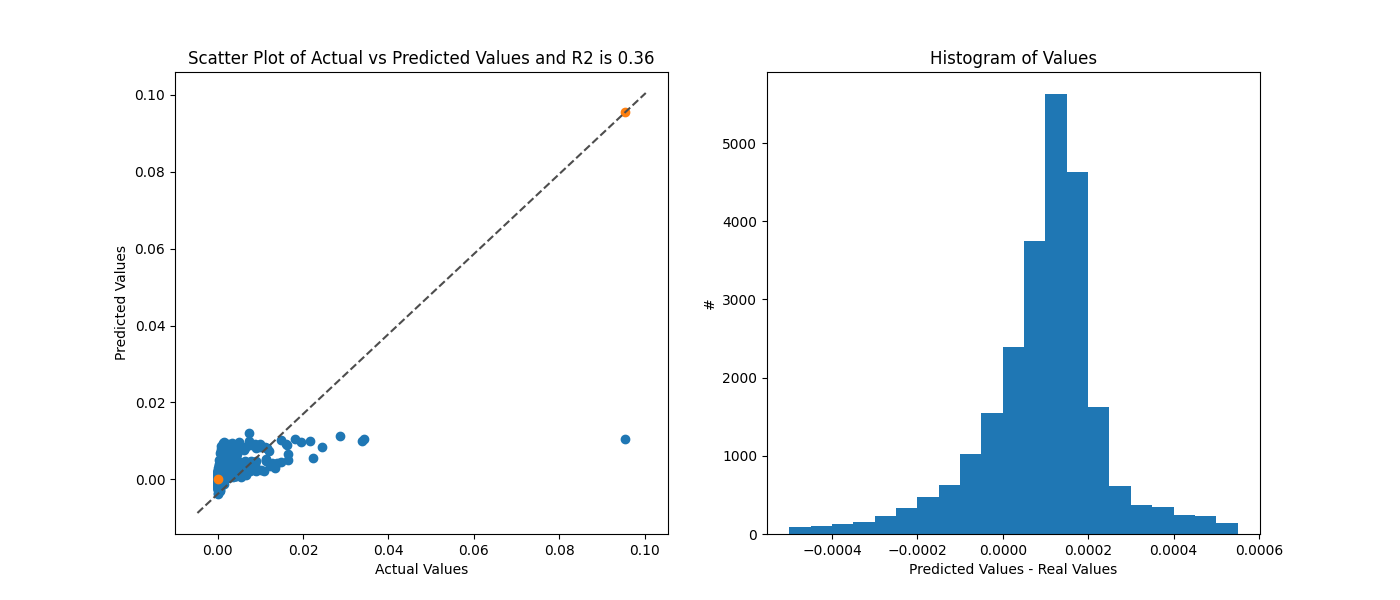 Scatter Plot of Actual vs Predicted Values and R2 is 0.36
0.10
0.08
0.06
0.04
0.02
0.00
Predicted Values
0.00 0.02 0.04 0.06 0.08 0.10
Actual Values
Histogram of Values
5000
4000
3000
2000
1000
0
#
−0.0004 −0.0002 0.0000 0.0002 0.0004 0.0006
Predicted Values - Real Values